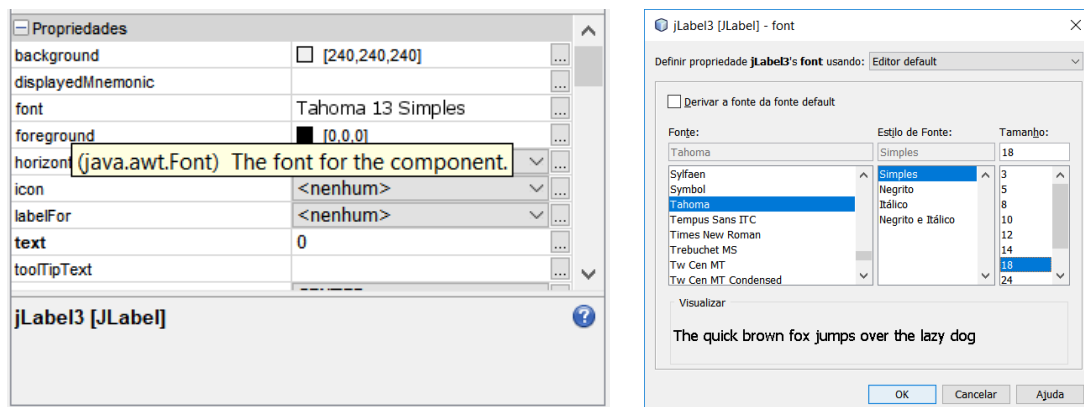 Propriedades
background [240,240,240] ...
displayedMnemonic ...
font Tahoma 13 Simples ...
foreground [0,0,0] ...
horizont
(java.awt.Font) The font for the component.
...
icon <nenhum> ...
labelFor <nenhum> ...
text 0 ...
toolTipText ...
jLabel3 [JLabel]
?
jLabel3 [JLabel] - font
Definir propriedade jLabel3's font usando: Editor default
Derivar a fonte da fonte default
Fonte: Estilo de Fonte: Tamanho:
Tahoma Simples 18
Sylfaen Simples 3
Symbol Negrito 5
Tahoma Itálico 8
Tempus Sans ITC Negrito e Itálico 10
Times New Roman 12
Trebuchet MS 14
Tw Cen MT 18
Tw Cen MT Condensed 24
Visualizar
The quick brown fox jumps over the lazy dog
OK Cancelar Ajuda